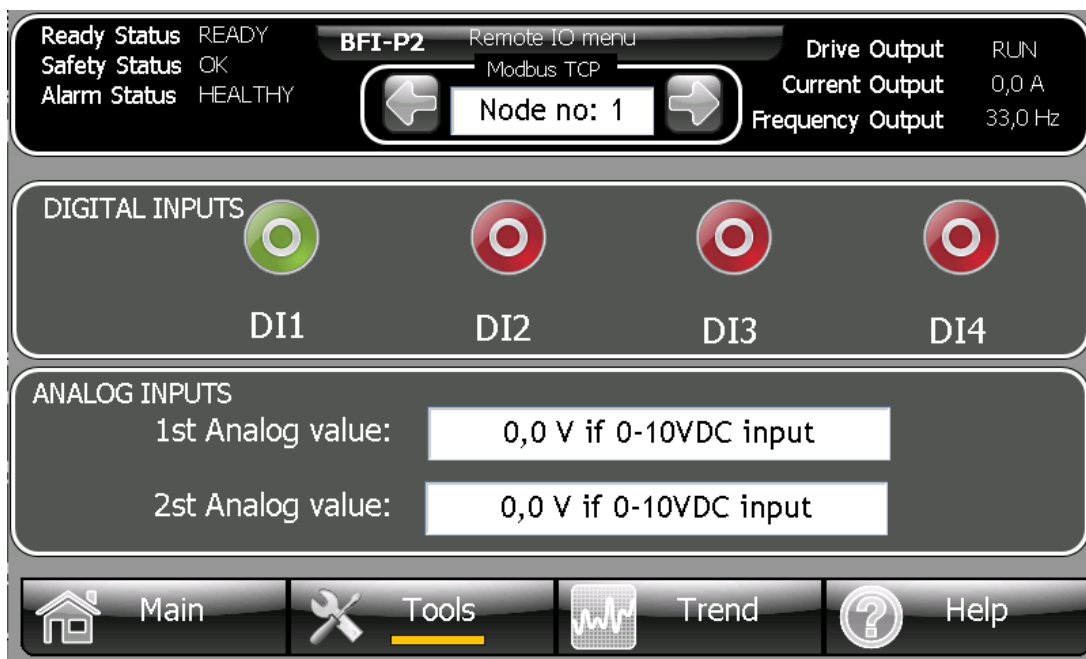 Ready Status READY
Safety Status OK
Alarm Status HEALTHY
BFI-P2 Remote IO menu
Modbus TCP
Node no: 1
Drive Output RUN
Current Output 0,0 A
Frequency Output 33,0 Hz
DIGITAL INPUTS
DI1 DI2 DI3 DI4
ANALOG INPUTS
1st Analog value: 0,0 V if 0-10VDC input
2st Analog value: 0,0 V if 0-10VDC input
Main Tools Trend Help